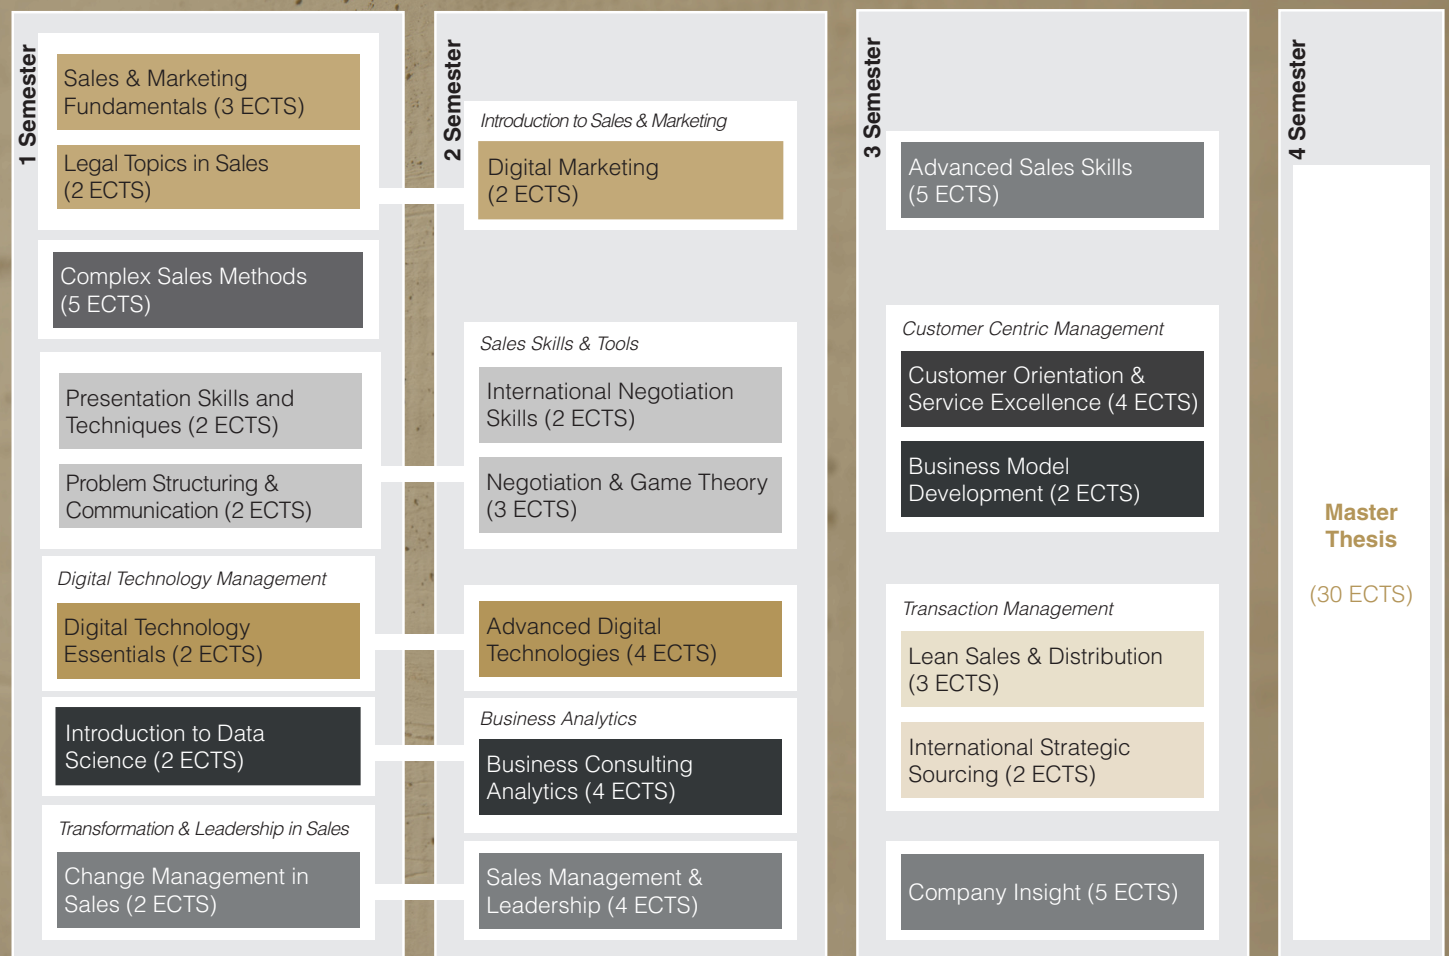 1 Semester
Sales & Marketing
Fundamentals (3 ECTS)
Legal Topics in Sales
(2 ECTS)
Complex Sales Methods
(5 ECTS)
Presentation Skills and
Techniques (2 ECTS)
Problem Structuring &
Communication (2 ECTS)
Digital Technology Management
Digital Technology
Essentials (2 ECTS)
Introduction to Data
Science (2 ECTS)
Transformation & Leadership in Sales
Change Management in
Sales (2 ECTS)
2 Semester
Introduction to Sales & Marketing
Digital Marketing
(2 ECTS)
Sales Skills & Tools
International Negotiation
Skills (2 ECTS)
Negotiation & Game Theory
(3 ECTS)
Advanced Digital
Technologies (4 ECTS)
Business Analytics
Business Consulting
Analytics (4 ECTS)
Sales Management &
Leadership (4 ECTS)
3 Semester
Advanced Sales Skills
(5 ECTS)
Customer Centric Management
Customer Orientation &
Service Excellence (4 ECTS)
Business Model
Development (2 ECTS)
Transaction Management
Lean Sales & Distribution
(3 ECTS)
International Strategic
Sourcing (2 ECTS)
Company Insight (5 ECTS)
4 Semester
Master
Thesis
(30 ECTS)